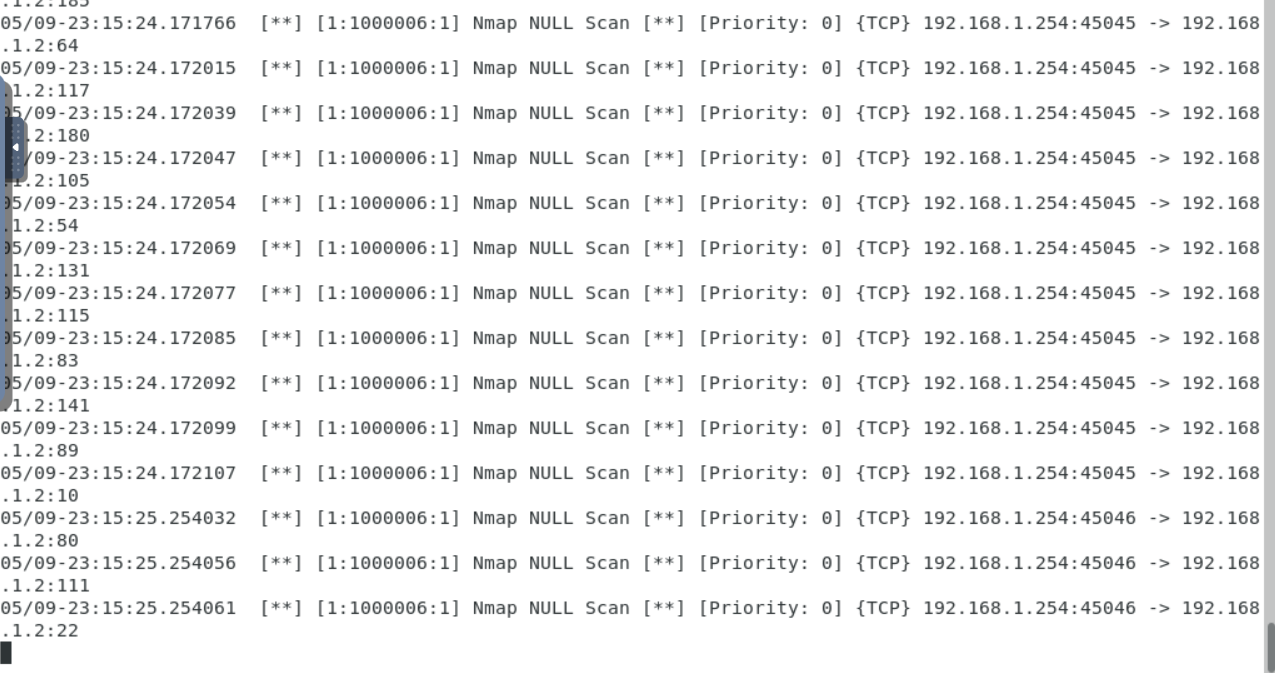 .1.2:185
05/09-23:15:24.171766  [**] [1:1000006:1] Nmap NULL Scan [**] [Priority: 0] {TCP} 192.168.1.254:45045 -> 192.168
.1.2:64
05/09-23:15:24.172015  [**] [1:1000006:1] Nmap NULL Scan [**] [Priority: 0] {TCP} 192.168.1.254:45045 -> 192.168
.1.2:117
05/09-23:15:24.172039  [**] [1:1000006:1] Nmap NULL Scan [**] [Priority: 0] {TCP} 192.168.1.254:45045 -> 192.168
.2:180
/09-23:15:24.172047  [**] [1:1000006:1] Nmap NULL Scan [**] [Priority: 0] {TCP} 192.168.1.254:45045 -> 192.168
.1.2:105
05/09-23:15:24.172054  [**] [1:1000006:1] Nmap NULL Scan [**] [Priority: 0] {TCP} 192.168.1.254:45045 -> 192.168
.1.2:54
05/09-23:15:24.172069  [**] [1:1000006:1] Nmap NULL Scan [**] [Priority: 0] {TCP} 192.168.1.254:45045 -> 192.168
.1.2:131
05/09-23:15:24.172077  [**] [1:1000006:1] Nmap NULL Scan [**] [Priority: 0] {TCP} 192.168.1.254:45045 -> 192.168
.1.2:115
05/09-23:15:24.172085  [**] [1:1000006:1] Nmap NULL Scan [**] [Priority: 0] {TCP} 192.168.1.254:45045 -> 192.168
.1.2:83
05/09-23:15:24.172092  [**] [1:1000006:1] Nmap NULL Scan [**] [Priority: 0] {TCP} 192.168.1.254:45045 -> 192.168
.1.2:141
05/09-23:15:24.172099  [**] [1:1000006:1] Nmap NULL Scan [**] [Priority: 0] {TCP} 192.168.1.254:45045 -> 192.168
.1.2:89
05/09-23:15:24.172107  [**] [1:1000006:1] Nmap NULL Scan [**] [Priority: 0] {TCP} 192.168.1.254:45045 -> 192.168
.1.2:10
05/09-23:15:25.254032  [**] [1:1000006:1] Nmap NULL Scan [**] [Priority: 0] {TCP} 192.168.1.254:45046 -> 192.168
.1.2:80
05/09-23:15:25.254056  [**] [1:1000006:1] Nmap NULL Scan [**] [Priority: 0] {TCP} 192.168.1.254:45046 -> 192.168
.1.2:111
05/09-23:15:25.254061  [**] [1:1000006:1] Nmap NULL Scan [**] [Priority: 0] {TCP} 192.168.1.254:45046 -> 192.168
.1.2:22